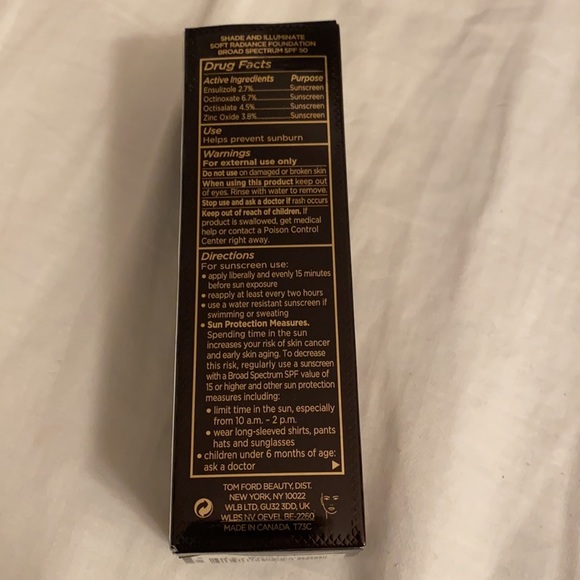 SHADE AND ILLUMINATE
SOFT RADIANCE FOUNDATION
BROAD SPECTRUM SPF 50
Drug Facts
Active Ingredients Purpose
Ensulizole 2.7%..............Sunscreen
Octinoxate 6.7%..............Sunscreen
Octisalate 4.5%..............Sunscreen
Zinc Oxide 3.8%..............Sunscreen
Use
Helps prevent sunburn
Warnings
For external use only
Do not use on damaged or broken skin
When using this product keep out
of eyes. Rinse with water to remove.
Stop use and ask a doctor if rash occurs
Keep out of reach of children. If
product is swallowed, get medical
help or contact a Poison Control
Center right away.
Directions
For sunscreen use:
• apply liberally and evenly 15 minutes
before sun exposure
• reapply at least every two hours
• use a water resistant sunscreen if
swimming or sweating
• Sun Protection Measures.
Spending time in the sun
increases your risk of skin cancer
and early skin aging. To decrease
this risk, regularly use a sunscreen
with a Broad Spectrum SPF value of
15 or higher and other sun protection
measures including:
• limit time in the sun, especially
from 10 a.m. - 2 p.m.
• wear long-sleeved shirts, pants
hats and sunglasses
• children under 6 months of age:
ask a doctor
TOM FORD BEAUTY, DIST.
NEW YORK, NY 10022
WLB LTD, GU32 3DD, UK
WLBS NV, OEVEL BE-2260
MADE IN CANADA T73C